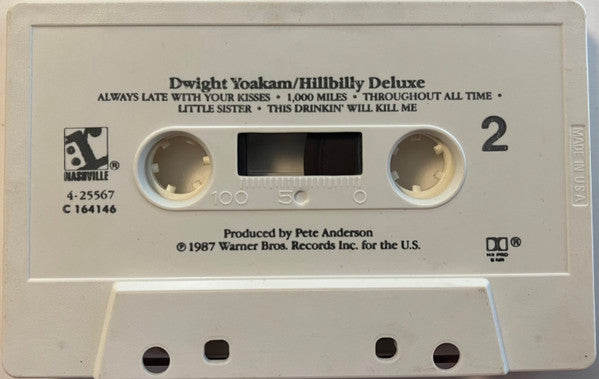 Dwight Yoakam/Hillbilly Deluxe
ALWAYS LATE WITH YOUR KISSES • 1,000 MILES • THROUGHOUT ALL TIME •
LITTLE SISTER • THIS DRINKIN' WILL KILL ME
2
r®
NASHVILLE
4-25567
C 164146
100 50 0
MADE IN U.S.A.
Produced by Pete Anderson
℗ 1987 Warner Bros. Records Inc. for the U.S.
®
HX PRO
B NR